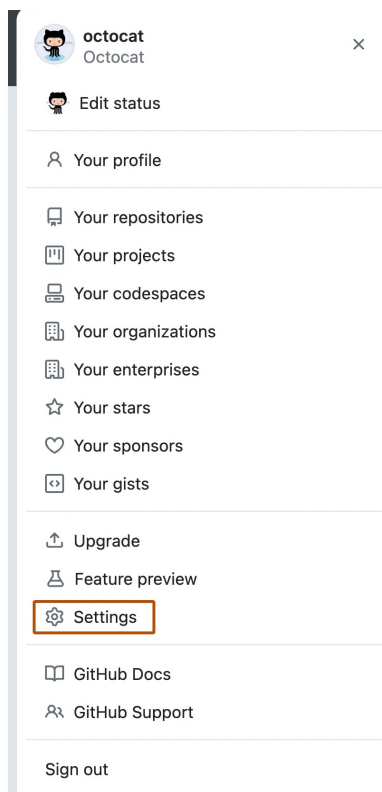 octocat
Octocat
Edit status
Your profile
Your repositories
Your projects
Your codespaces
Your organizations
Your enterprises
Your stars
Your sponsors
Your gists
Upgrade
Feature preview
Settings
GitHub Docs
GitHub Support
Sign out